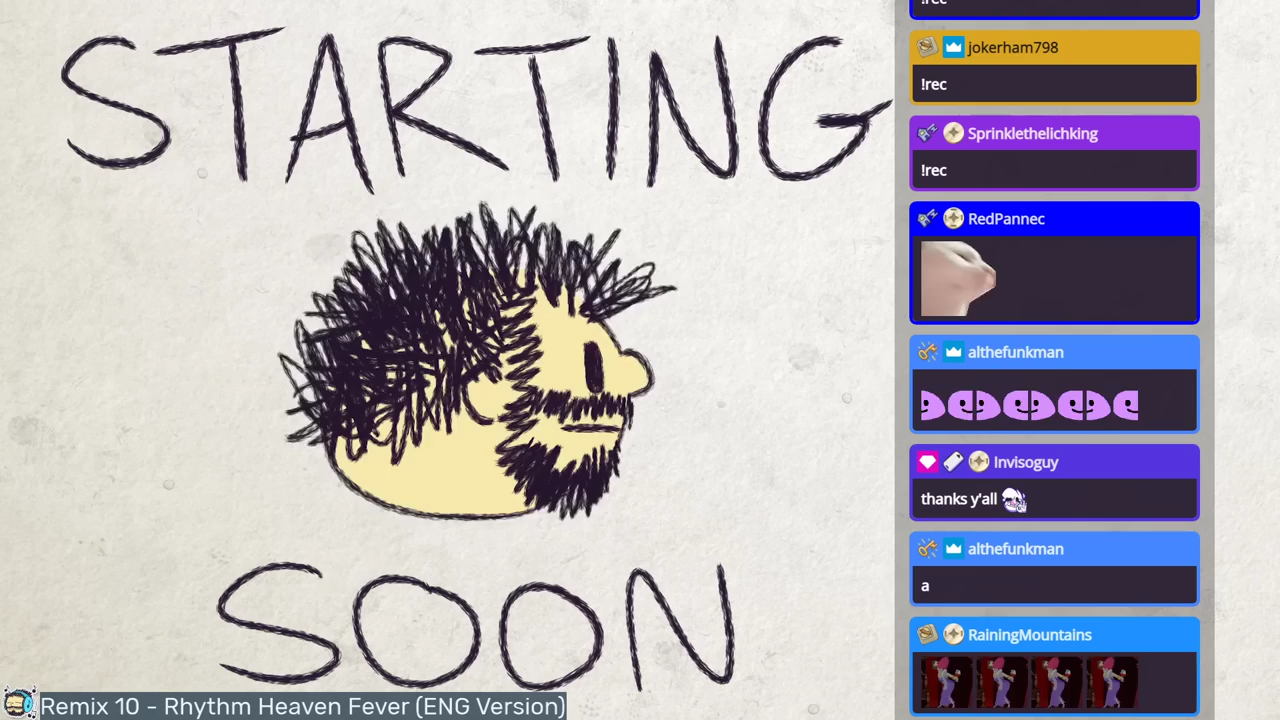 STARTING
SOON
Remix 10 - Rhythm Heaven Fever (ENG Version)
!rec
jokerham798
!rec
Sprinklethelichking
!rec
RedPannec
althefunkman
Invisoguy
thanks y'all
althefunkman
a
RainingMountains